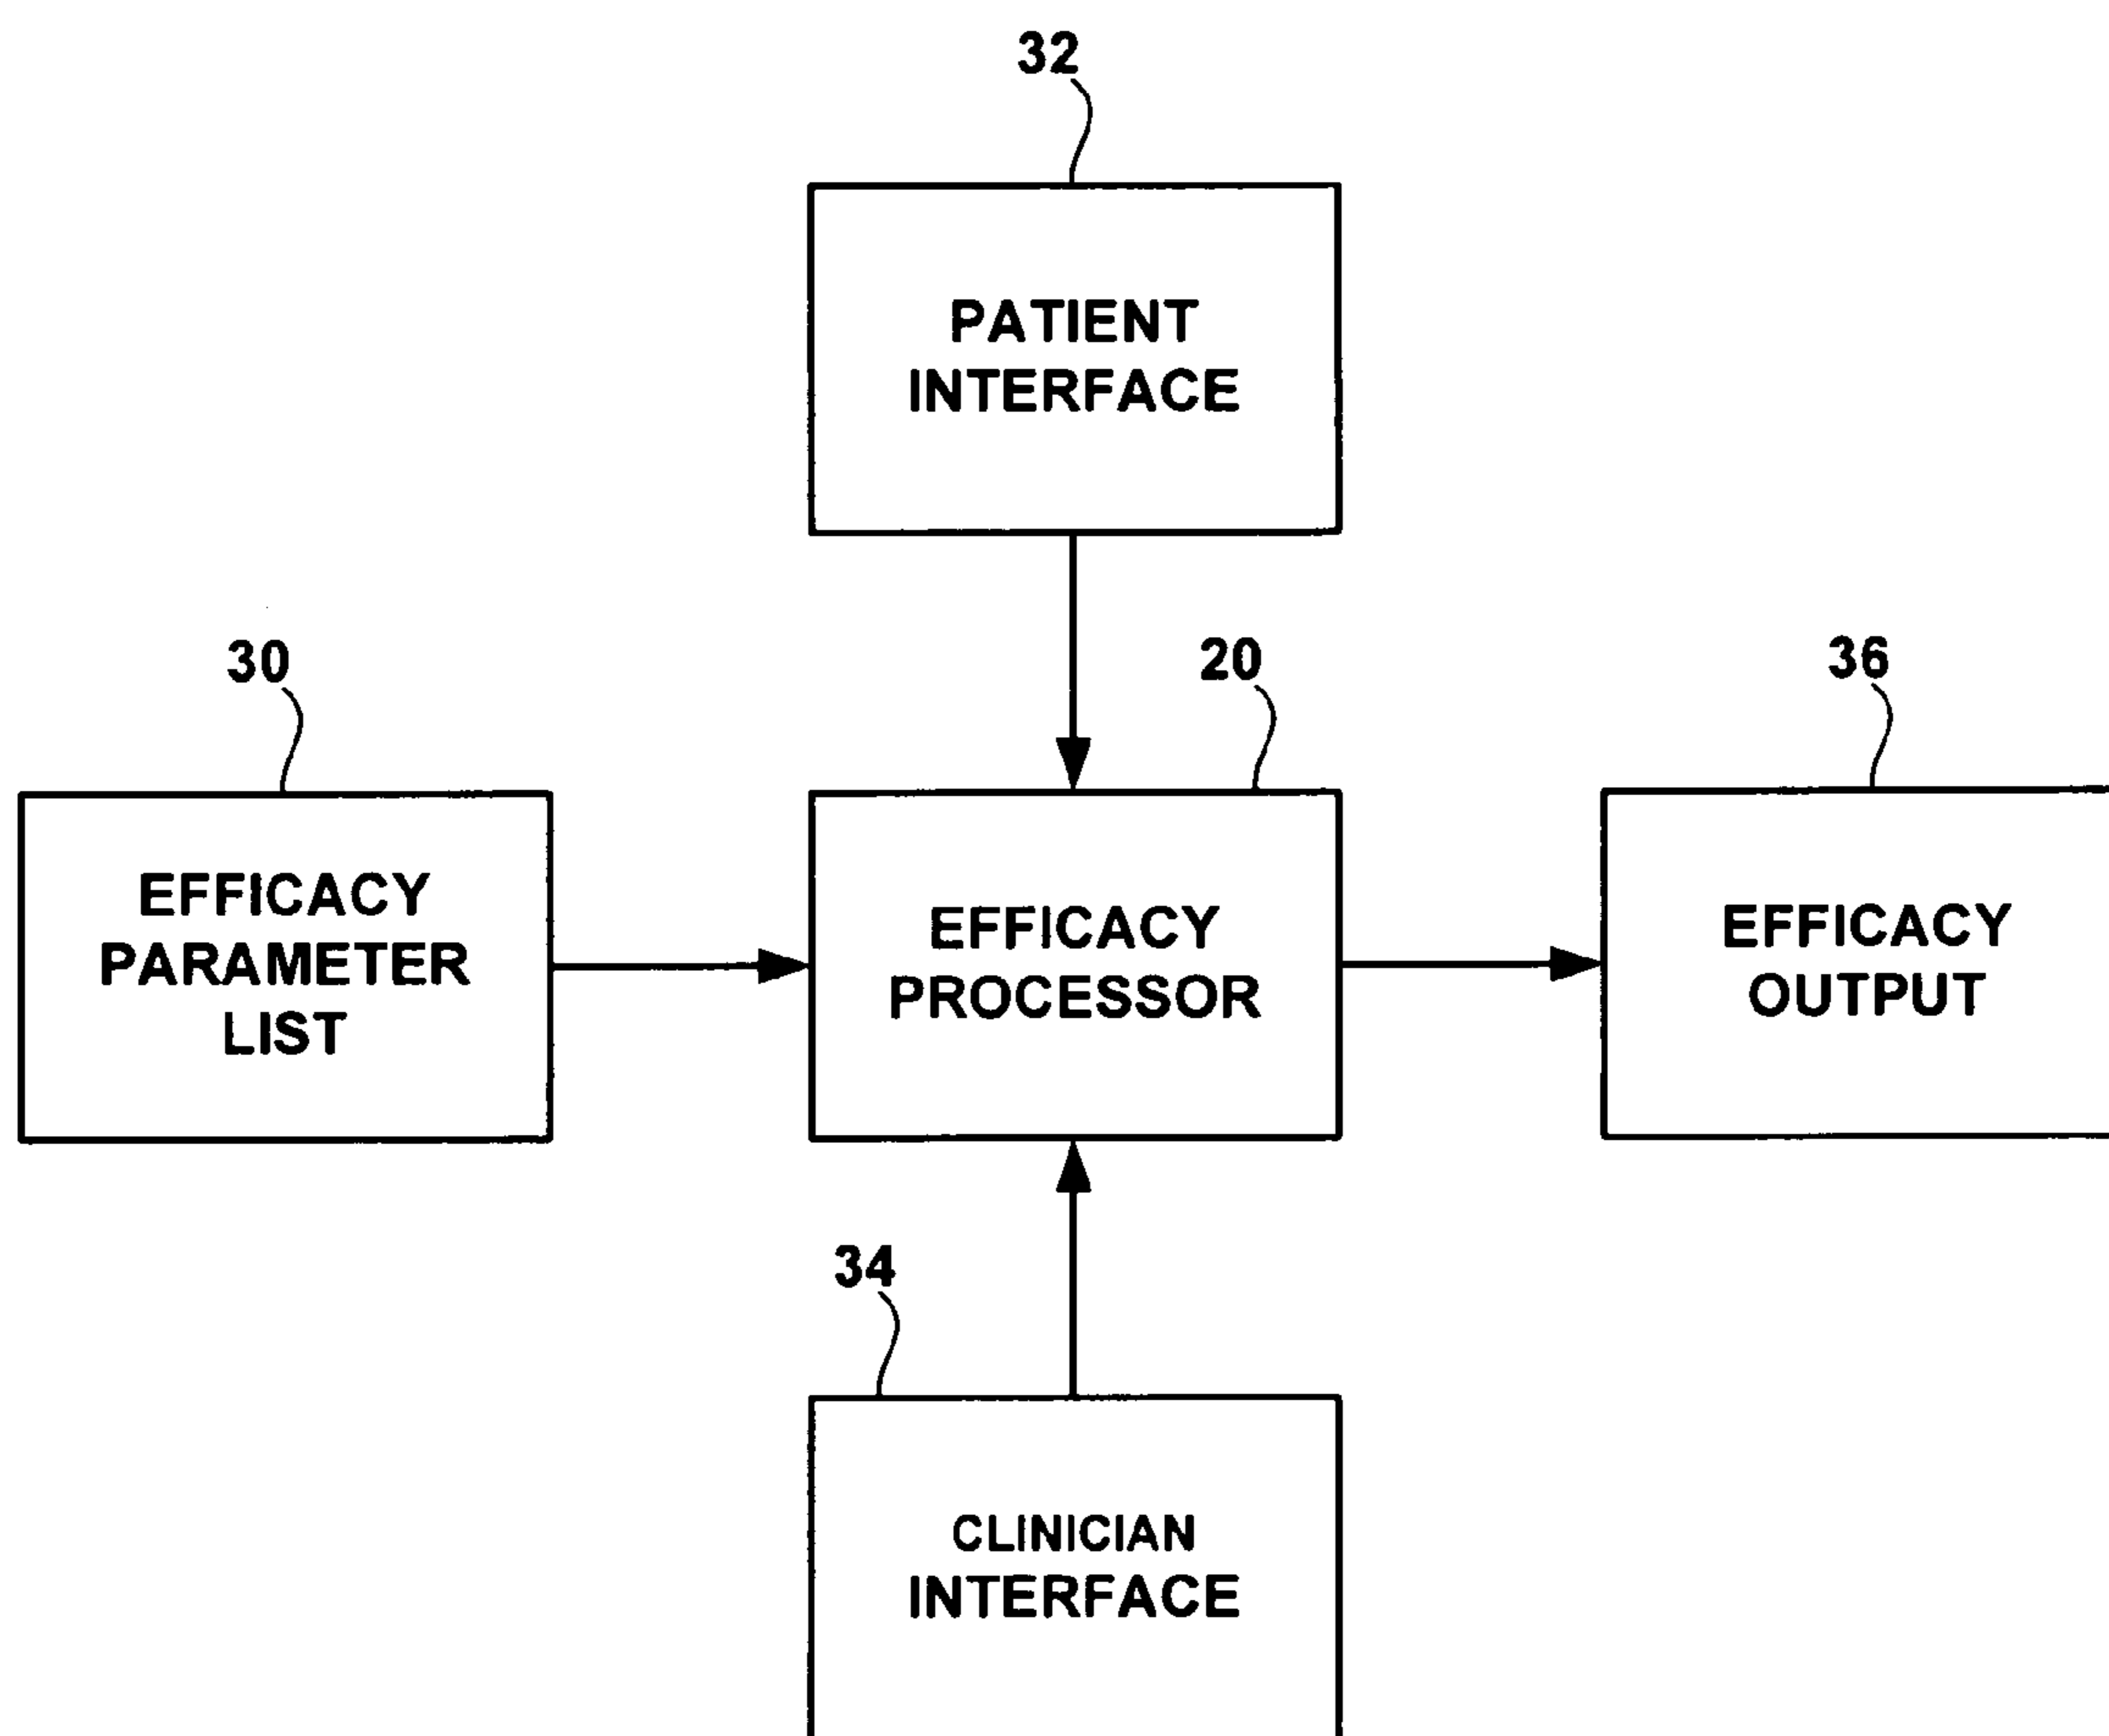 32
PATIENT
INTERFACE
30
20
36
EFFICACY
PARAMETER
LIST
EFFICACY
PROCESSOR
EFFICACY
OUTPUT
34
CLINICIAN
INTERFACE